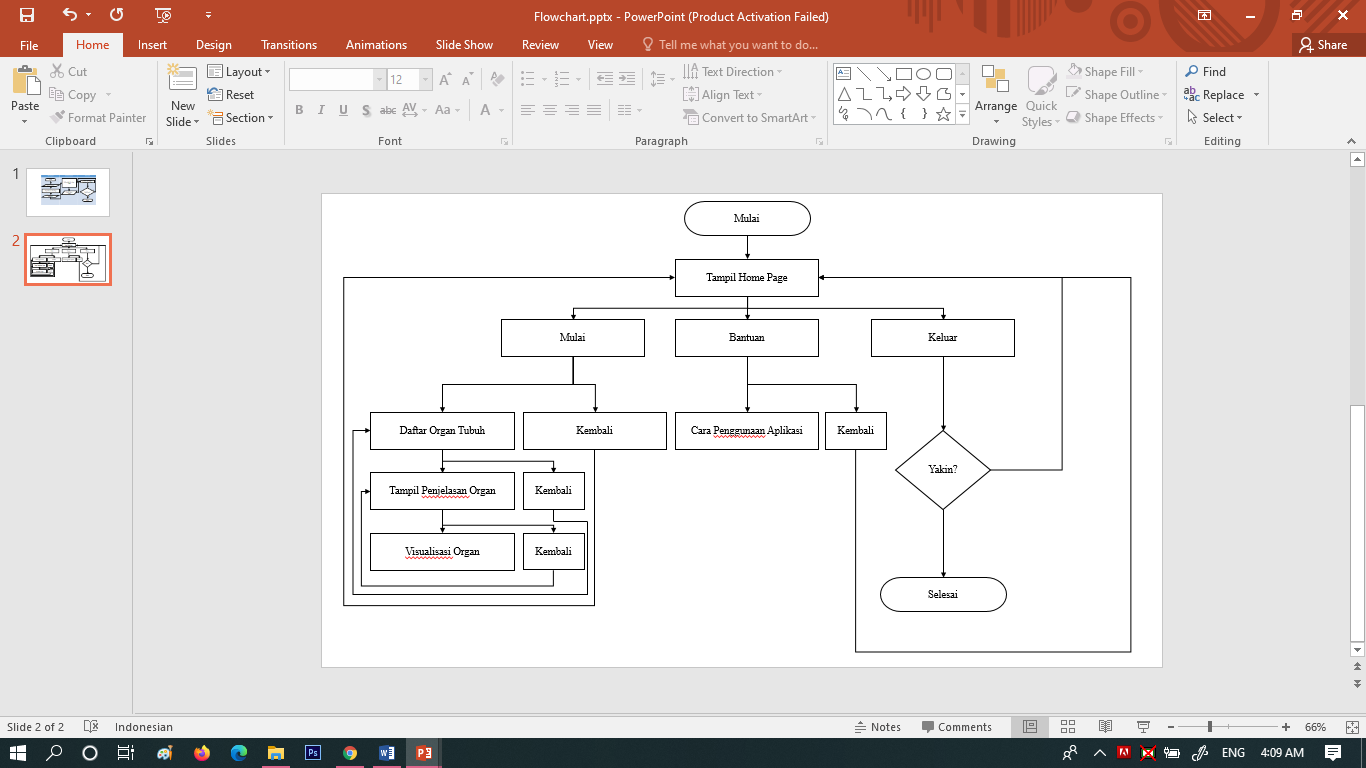 Flowchart.pptx - PowerPoint (Product Activation Failed)
File Home Insert Design Transitions Animations Slide Show Review View Tell me what you want to do... Share
Paste
Cut
Copy
Format Painter
Clipboard
New Slide
Layout
Reset
Section
Slides
12
B I U S abc AV Aa A
Font
Paragraph
Text Direction
Align Text
Convert to SmartArt
Arrange
Quick Styles
Shape Fill
Shape Outline
Shape Effects
Drawing
Find
Replace
Select
Editing
1
2
Mulai
Tampil Home Page
Mulai Bantuan Keluar
Daftar Organ Tubuh Kembali Cara Penggunaan Aplikasi Kembali
Yakin?
Tampil Penjelasan Organ Kembali
Visualisasi Organ Kembali
Selesai
Slide 2 of 2 Indonesian Notes Comments 66%
ENG 4:09 AM